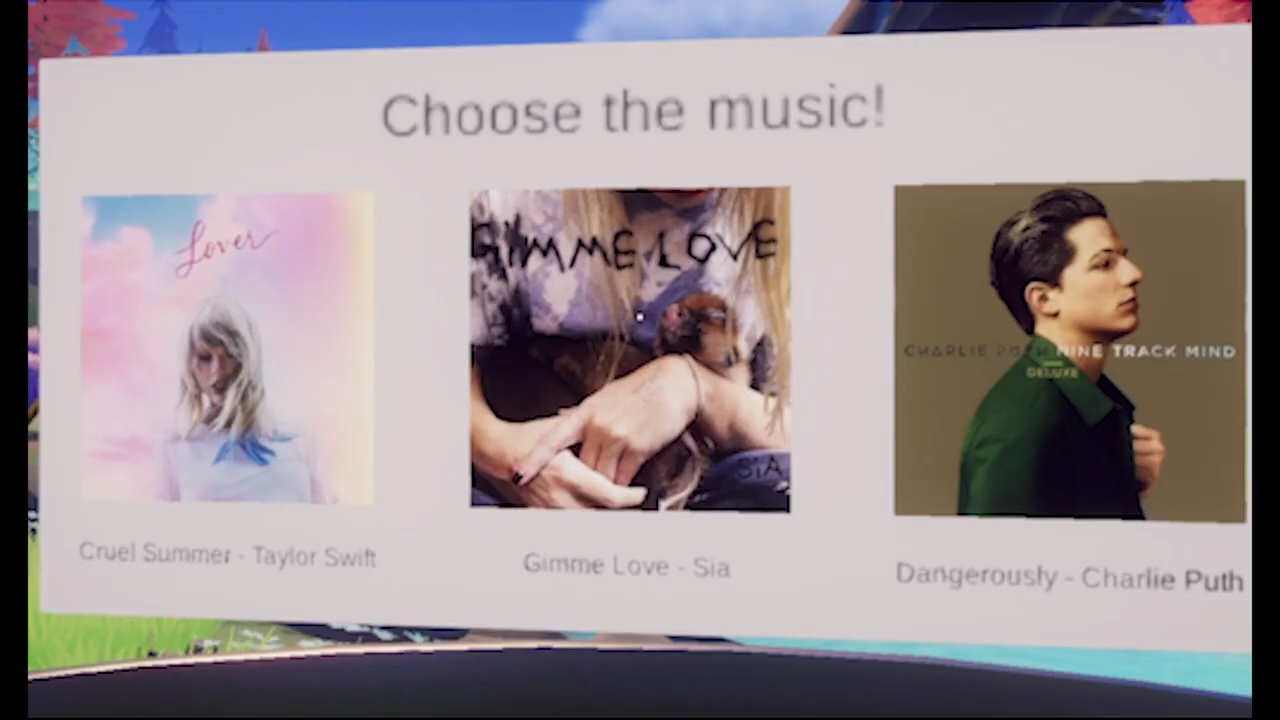 Choose the music!
Lover
GIMME LOVE
SiA
CHARLIE PUTH NINE TRACK MIND
DELUXE
Cruel Summer - Taylor Swift
Gimme Love - Sia
Dangerously - Charlie Puth